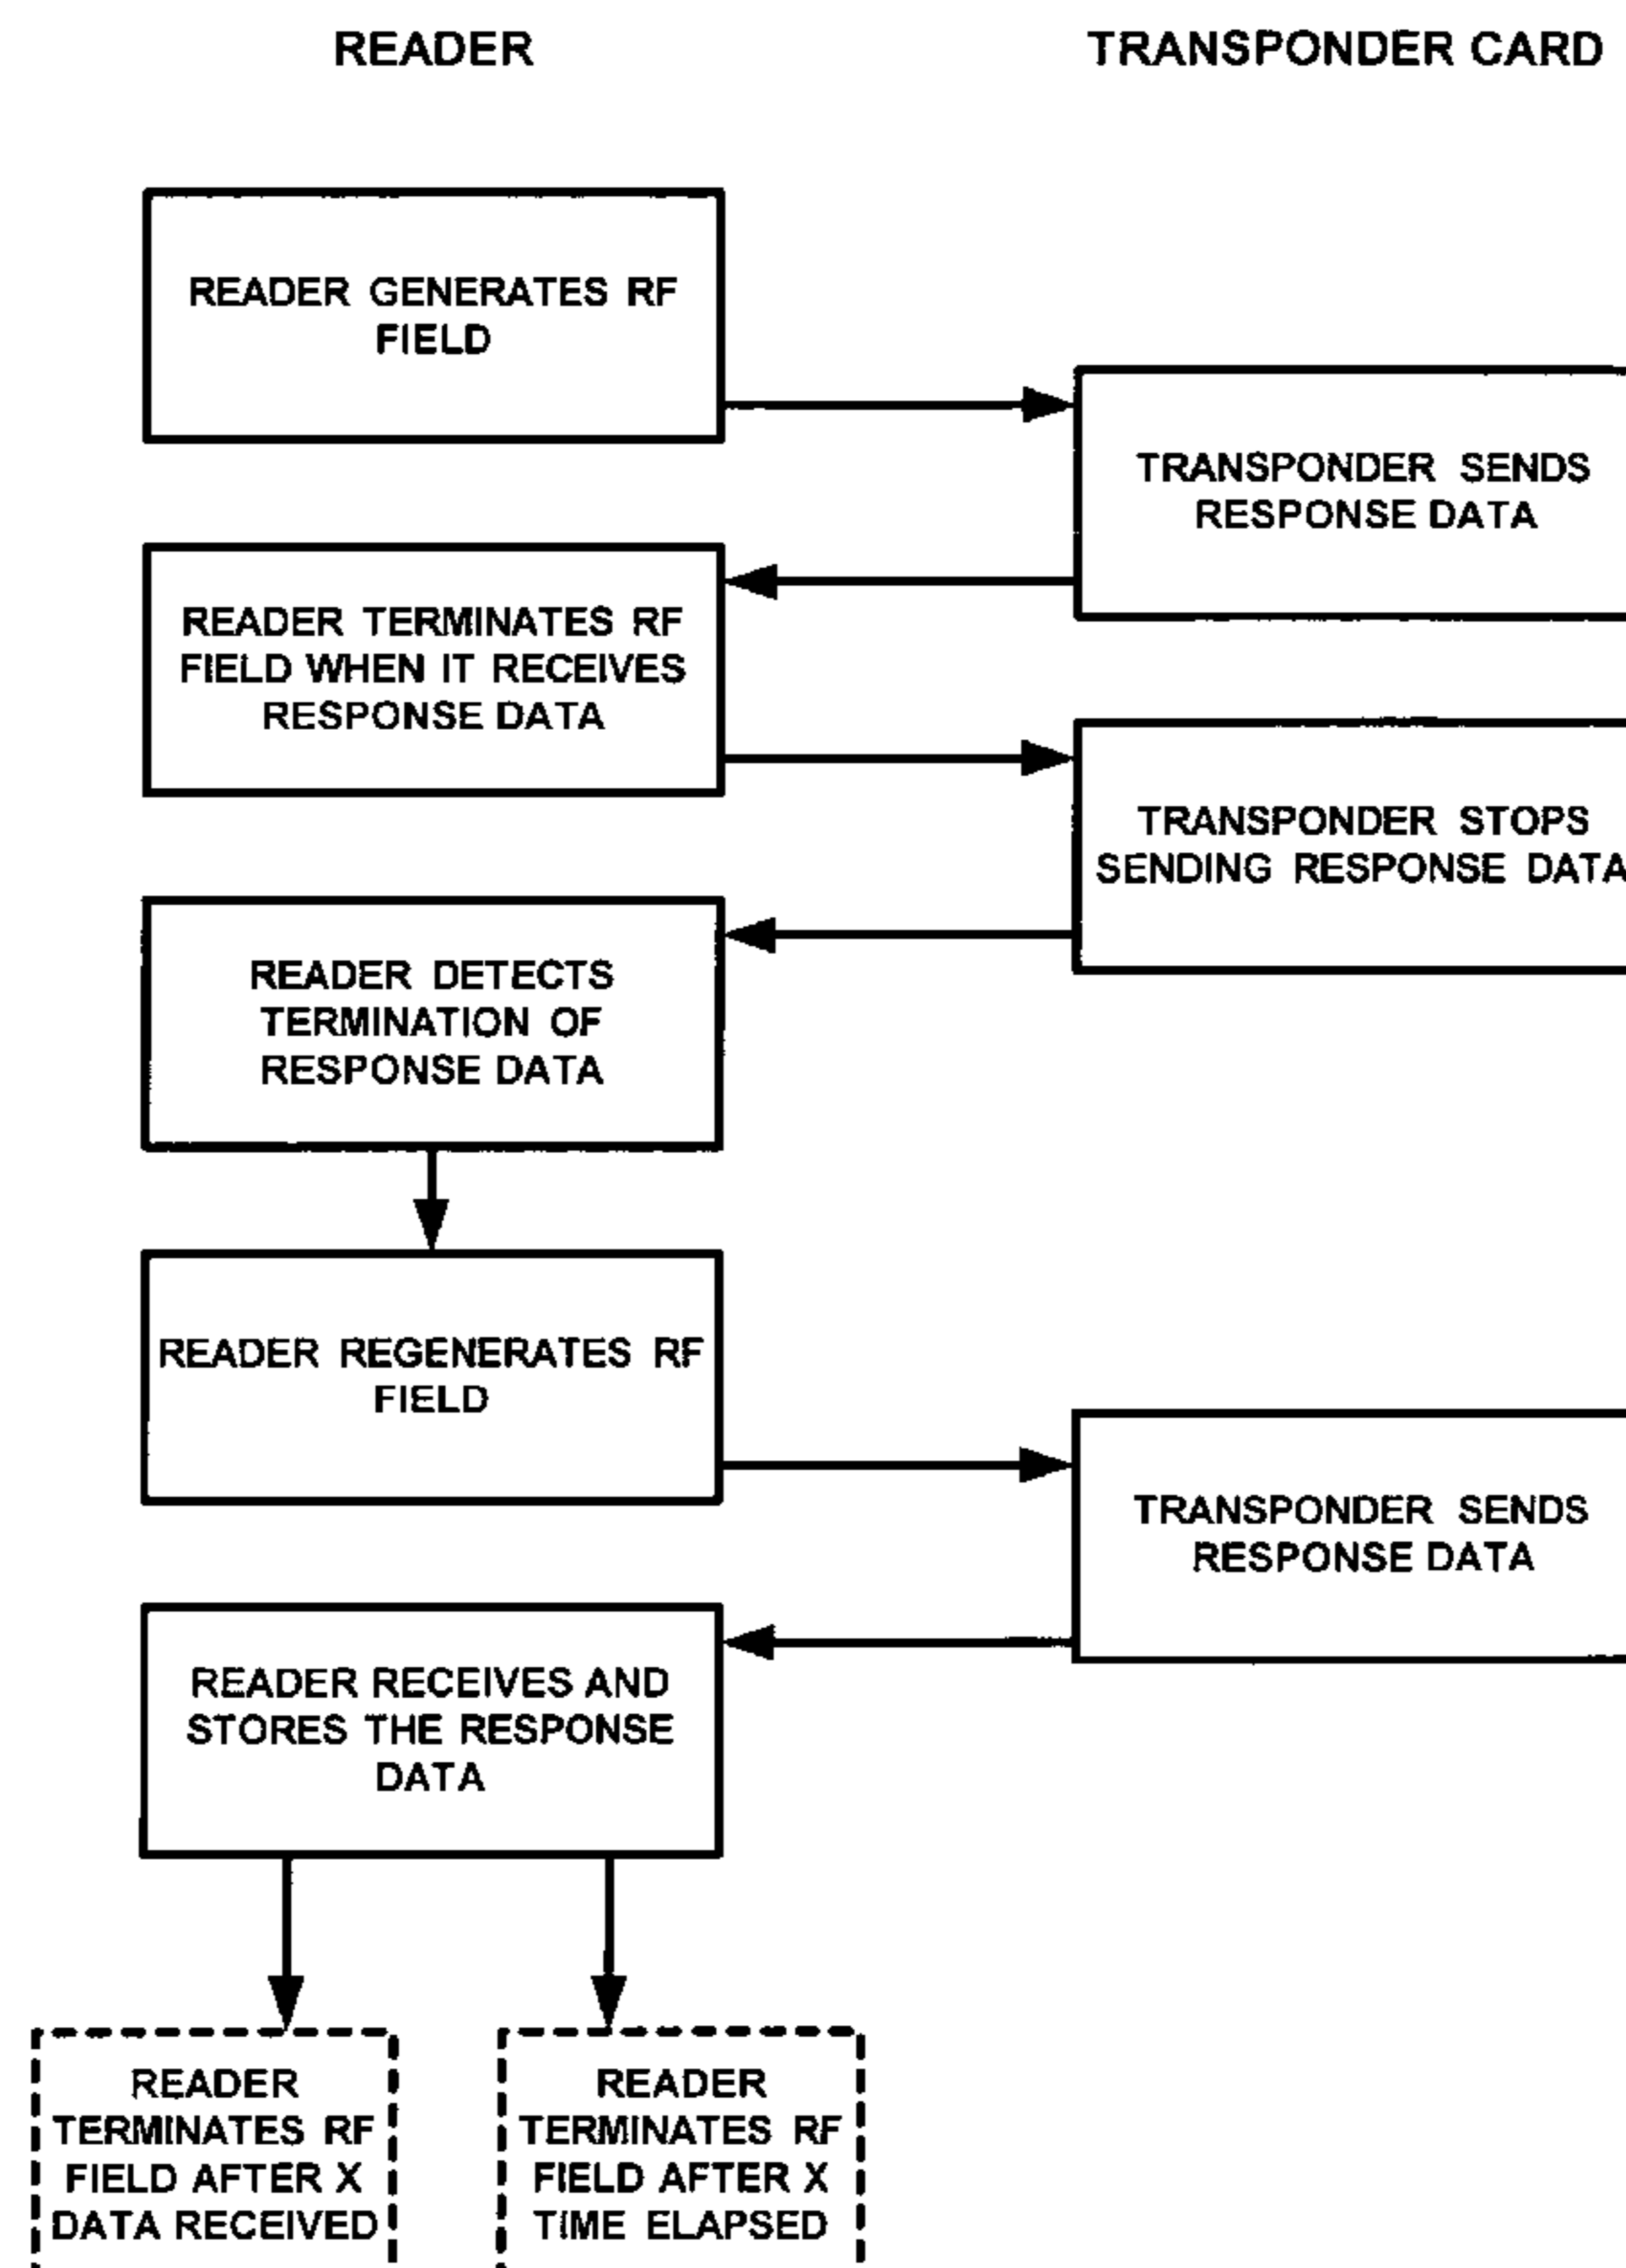 READER
TRANSPONDER CARD
READER GENERATES RF
FIELD
TRANSPONDER SENDS
RESPONSE DATA
READER TERMINATES RF
FIELD WHEN IT RECEIVES
RESPONSE DATA
TRANSPONDER STOPS
SENDING RESPONSE DATA
READER DETECTS
TERMINATION OF
RESPONSE DATA
READER REGENERATES RF
FIELD
TRANSPONDER SENDS
RESPONSE DATA
READER RECEIVES AND
STORES THE RESPONSE
DATA
READER
TERMINATES RF
FIELD AFTER X
DATA RECEIVED
READER
TERMINATES RF
FIELD AFTER X
TIME ELAPSED